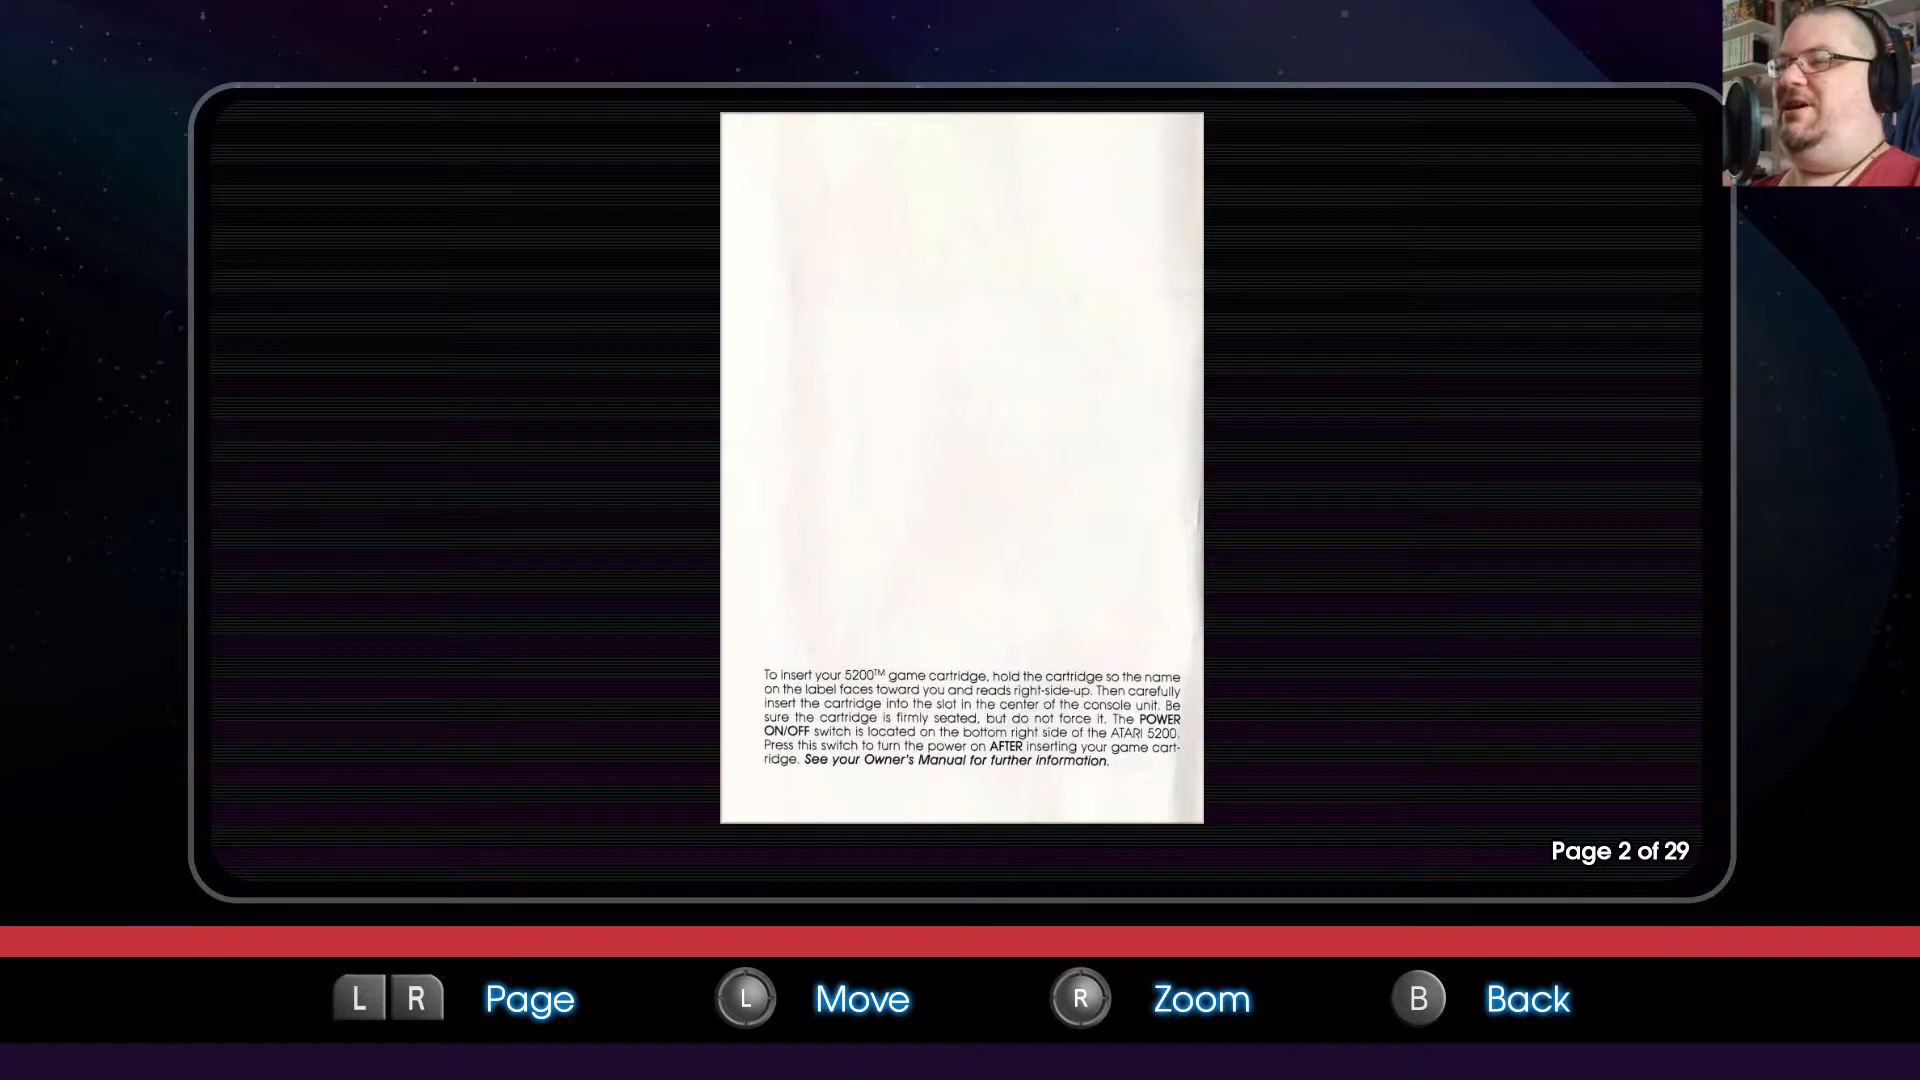 To insert your 5200™ game cartridge, hold the cartridge so the name
on the label faces toward you and reads right-side-up. Then carefully
insert the cartridge into the slot in the center of the console unit. Be
sure the cartridge is firmly seated, but do not force it. The POWER
ON/OFF switch is located on the bottom right side of the ATARI 5200.
Press this switch to turn the power on AFTER inserting your game cart-
ridge. See your Owner's Manual for further information.
Page 2 of 29
L R Page L Move R Zoom B Back